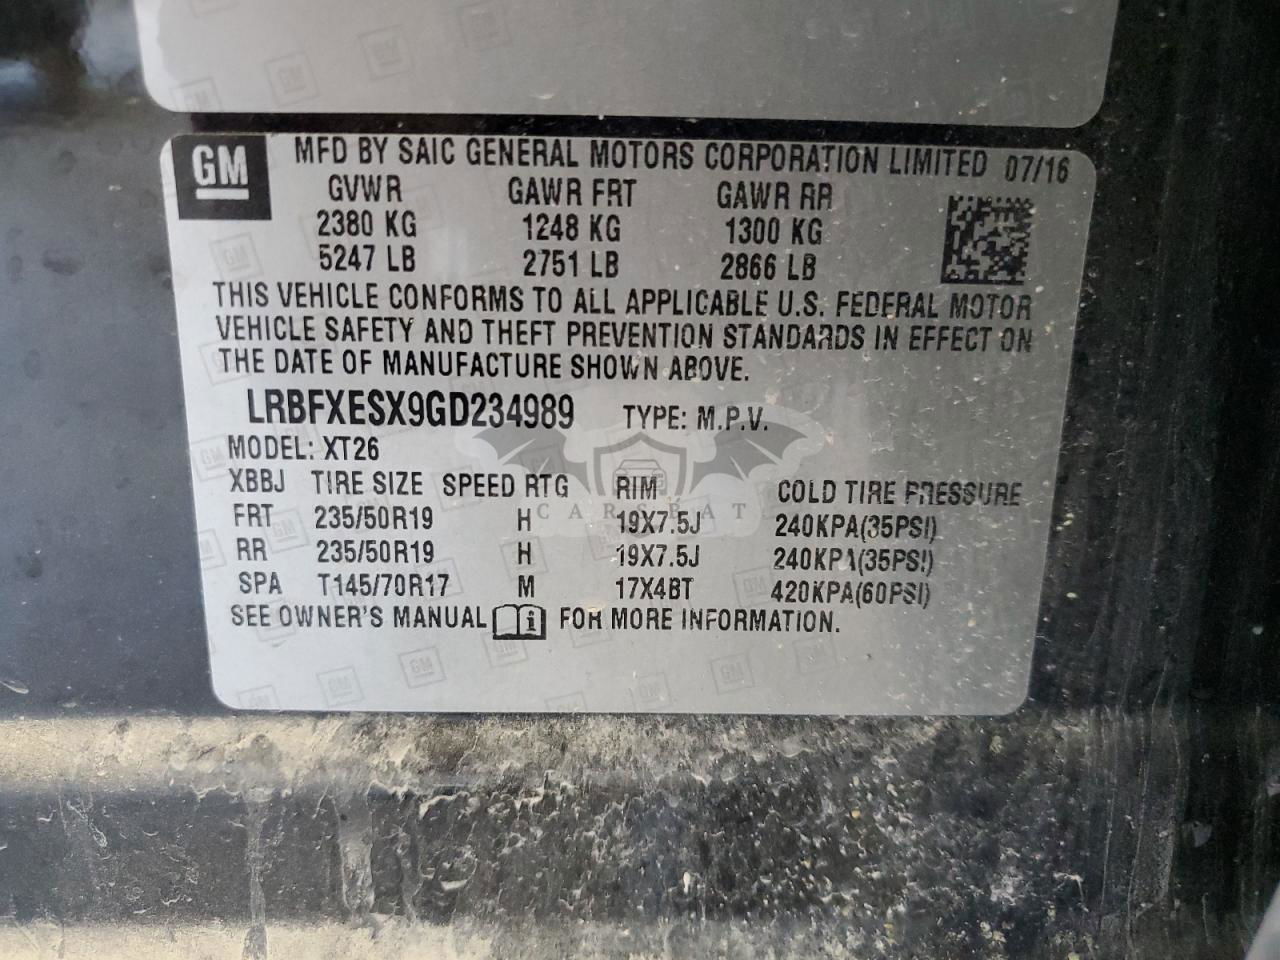 GM MFD BY SAIC GENERAL MOTORS CORPORATION LIMITED 07/16
GVWR GAWR FRT GAWR RR
2380 KG 1248 KG 1300 KG
5247 LB 2751 LB 2866 LB
THIS VEHICLE CONFORMS TO ALL APPLICABLE U.S. FEDERAL MOTOR
VEHICLE SAFETY AND THEFT PREVENTION STANDARDS IN EFFECT ON
THE DATE OF MANUFACTURE SHOWN ABOVE.
LRBFXESX9GD234989 TYPE: M.P.V.
MODEL: XT26
XBBJ TIRE SIZE SPEED RTG RIM COLD TIRE PRESSURE
CARSEAT
FRT 235/50R19 H 19X7.5J 240KPA(35PSI)
RR 235/50R19 H 19X7.5J 240KPA(35PSI)
SPA T145/70R17 M 17X4BT 420KPA(60PSI)
SEE OWNER'S MANUAL i FOR MORE INFORMATION.